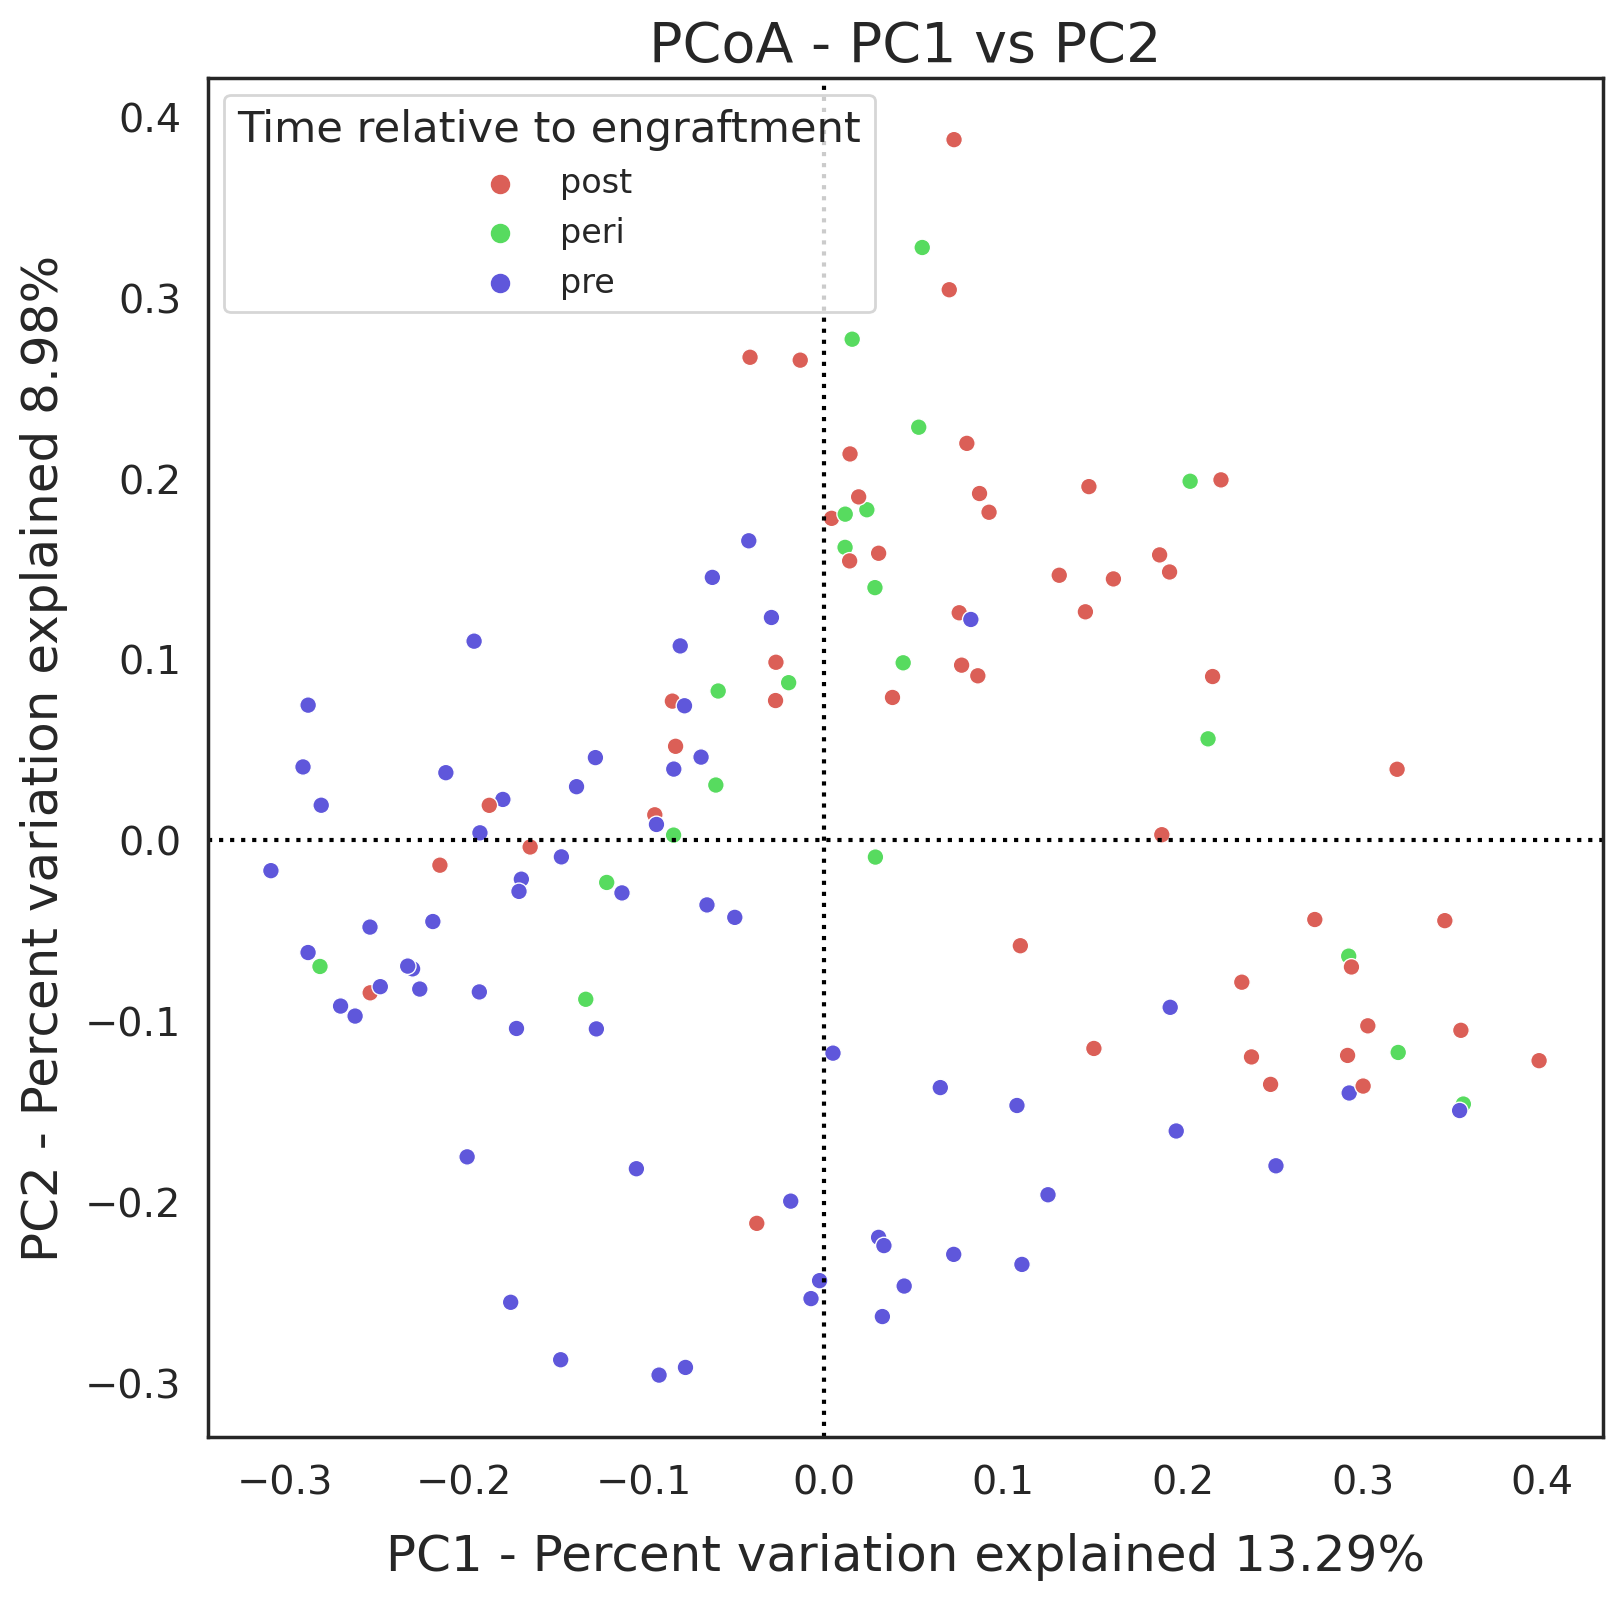 PCoA - PC1 vs PC2
Time relative to engraftment
post
peri
pre
0.4
0.3
0.2
0.1
0.0
−0.1
−0.2
−0.3
PC2 - Percent variation explained 8.98%
−0.3 −0.2 −0.1 0.0 0.1 0.2 0.3 0.4
PC1 - Percent variation explained 13.29%